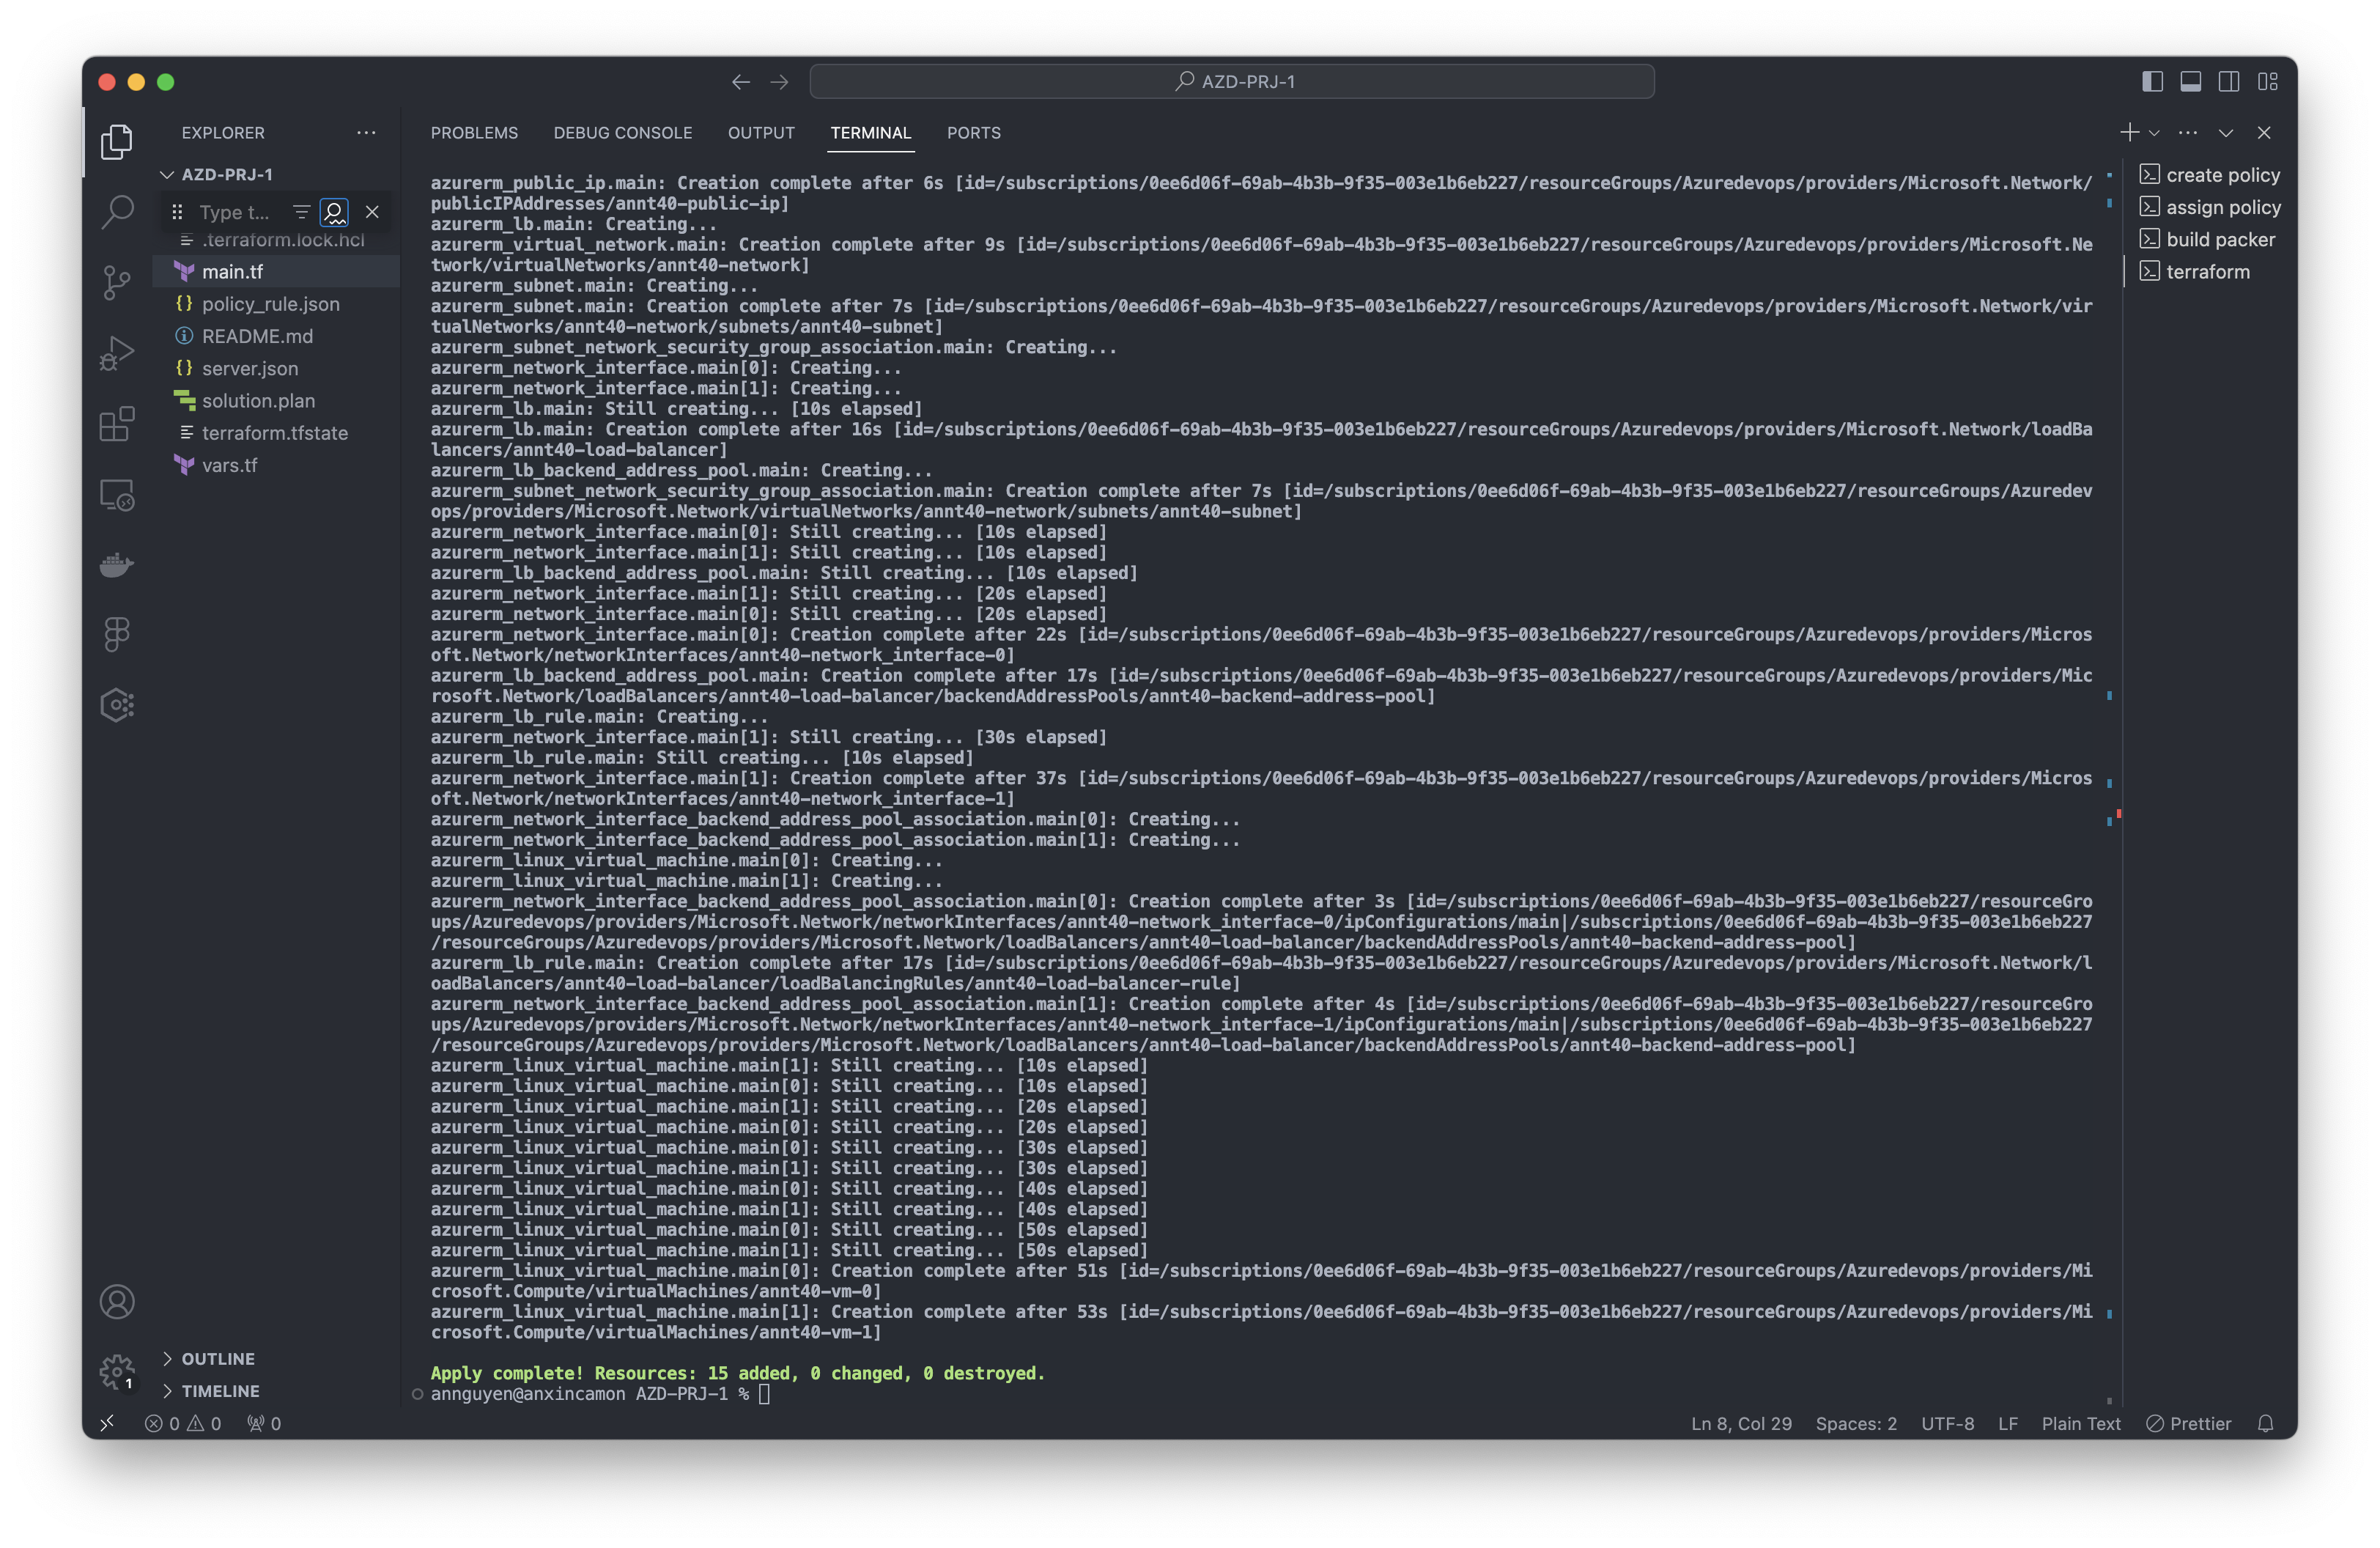 AZD-PRJ-1
EXPLORER
PROBLEMS
DEBUG CONSOLE
OUTPUT
TERMINAL
PORTS
AZD-PRJ-1
Type t...
.terraform.lock.hcl
main.tf
policy_rule.json
README.md
server.json
solution.plan
terraform.tfstate
vars.tf
OUTLINE
TIMELINE
azurerm_public_ip.main: Creation complete after 6s [id=/subscriptions/0ee6d06f-69ab-4b3b-9f35-003e1b6eb227/resourceGroups/Azuredevops/providers/Microsoft.Network/
publicIPAddresses/annt40-public-ip]
azurerm_lb.main: Creating...
azurerm_virtual_network.main: Creation complete after 9s [id=/subscriptions/0ee6d06f-69ab-4b3b-9f35-003e1b6eb227/resourceGroups/Azuredevops/providers/Microsoft.Ne
twork/virtualNetworks/annt40-network]
azurerm_subnet.main: Creating...
azurerm_subnet.main: Creation complete after 7s [id=/subscriptions/0ee6d06f-69ab-4b3b-9f35-003e1b6eb227/resourceGroups/Azuredevops/providers/Microsoft.Network/vir
tualNetworks/annt40-network/subnets/annt40-subnet]
azurerm_subnet_network_security_group_association.main: Creating...
azurerm_network_interface.main[0]: Creating...
azurerm_network_interface.main[1]: Creating...
azurerm_lb.main: Still creating... [10s elapsed]
azurerm_lb.main: Creation complete after 16s [id=/subscriptions/0ee6d06f-69ab-4b3b-9f35-003e1b6eb227/resourceGroups/Azuredevops/providers/Microsoft.Network/loadBa
lancers/annt40-load-balancer]
azurerm_lb_backend_address_pool.main: Creating...
azurerm_subnet_network_security_group_association.main: Creation complete after 7s [id=/subscriptions/0ee6d06f-69ab-4b3b-9f35-003e1b6eb227/resourceGroups/Azuredev
ops/providers/Microsoft.Network/virtualNetworks/annt40-network/subnets/annt40-subnet]
azurerm_network_interface.main[0]: Still creating... [10s elapsed]
azurerm_network_interface.main[1]: Still creating... [10s elapsed]
azurerm_lb_backend_address_pool.main: Still creating... [10s elapsed]
azurerm_network_interface.main[1]: Still creating... [20s elapsed]
azurerm_network_interface.main[0]: Still creating... [20s elapsed]
azurerm_network_interface.main[0]: Creation complete after 22s [id=/subscriptions/0ee6d06f-69ab-4b3b-9f35-003e1b6eb227/resourceGroups/Azuredevops/providers/Micros
oft.Network/networkInterfaces/annt40-network_interface-0]
azurerm_lb_backend_address_pool.main: Creation complete after 17s [id=/subscriptions/0ee6d06f-69ab-4b3b-9f35-003e1b6eb227/resourceGroups/Azuredevops/providers/Mic
rosoft.Network/loadBalancers/annt40-load-balancer/backendAddressPools/annt40-backend-address-pool]
azurerm_lb_rule.main: Creating...
azurerm_network_interface.main[1]: Still creating... [30s elapsed]
azurerm_lb_rule.main: Still creating... [10s elapsed]
azurerm_network_interface.main[1]: Creation complete after 37s [id=/subscriptions/0ee6d06f-69ab-4b3b-9f35-003e1b6eb227/resourceGroups/Azuredevops/providers/Micros
oft.Network/networkInterfaces/annt40-network_interface-1]
azurerm_network_interface_backend_address_pool_association.main[0]: Creating...
azurerm_network_interface_backend_address_pool_association.main[1]: Creating...
azurerm_linux_virtual_machine.main[0]: Creating...
azurerm_linux_virtual_machine.main[1]: Creating...
azurerm_network_interface_backend_address_pool_association.main[0]: Creation complete after 3s [id=/subscriptions/0ee6d06f-69ab-4b3b-9f35-003e1b6eb227/resourceGro
ups/Azuredevops/providers/Microsoft.Network/networkInterfaces/annt40-network_interface-0/ipConfigurations/main|/subscriptions/0ee6d06f-69ab-4b3b-9f35-003e1b6eb227
/resourceGroups/Azuredevops/providers/Microsoft.Network/loadBalancers/annt40-load-balancer/backendAddressPools/annt40-backend-address-pool]
azurerm_lb_rule.main: Creation complete after 17s [id=/subscriptions/0ee6d06f-69ab-4b3b-9f35-003e1b6eb227/resourceGroups/Azuredevops/providers/Microsoft.Network/l
oadBalancers/annt40-load-balancer/loadBalancingRules/annt40-load-balancer-rule]
azurerm_network_interface_backend_address_pool_association.main[1]: Creation complete after 4s [id=/subscriptions/0ee6d06f-69ab-4b3b-9f35-003e1b6eb227/resourceGro
ups/Azuredevops/providers/Microsoft.Network/networkInterfaces/annt40-network_interface-1/ipConfigurations/main|/subscriptions/0ee6d06f-69ab-4b3b-9f35-003e1b6eb227
/resourceGroups/Azuredevops/providers/Microsoft.Network/loadBalancers/annt40-load-balancer/backendAddressPools/annt40-backend-address-pool]
azurerm_linux_virtual_machine.main[1]: Still creating... [10s elapsed]
azurerm_linux_virtual_machine.main[0]: Still creating... [10s elapsed]
azurerm_linux_virtual_machine.main[1]: Still creating... [20s elapsed]
azurerm_linux_virtual_machine.main[0]: Still creating... [20s elapsed]
azurerm_linux_virtual_machine.main[0]: Still creating... [30s elapsed]
azurerm_linux_virtual_machine.main[1]: Still creating... [30s elapsed]
azurerm_linux_virtual_machine.main[0]: Still creating... [40s elapsed]
azurerm_linux_virtual_machine.main[1]: Still creating... [40s elapsed]
azurerm_linux_virtual_machine.main[0]: Still creating... [50s elapsed]
azurerm_linux_virtual_machine.main[1]: Still creating... [50s elapsed]
azurerm_linux_virtual_machine.main[0]: Creation complete after 51s [id=/subscriptions/0ee6d06f-69ab-4b3b-9f35-003e1b6eb227/resourceGroups/Azuredevops/providers/Mi
crosoft.Compute/virtualMachines/annt40-vm-0]
azurerm_linux_virtual_machine.main[1]: Creation complete after 53s [id=/subscriptions/0ee6d06f-69ab-4b3b-9f35-003e1b6eb227/resourceGroups/Azuredevops/providers/Mi
crosoft.Compute/virtualMachines/annt40-vm-1]
Apply complete! Resources: 15 added, 0 changed, 0 destroyed.
annguyen@anxincamon AZD-PRJ-1 %
create policy
assign policy
build packer
terraform
1
0 0 0
Ln 8, Col 29
Spaces: 2
UTF-8
LF
Plain Text
Prettier